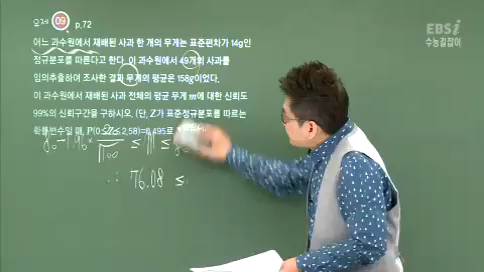 유제 09 p.72
EBSi
수능길잡이
어느 과수원에서 재배된 사과 한 개의 무게는 표준편차가 14g인
정규분포를 따른다고 한다. 이 과수원에서 49개의 사과를
임의추출하여 조사한 결과 무게의 평균은 158g이었다.
이 과수원에서 재배된 사과 전체의 평균 무게 m에 대한 신뢰도
99%의 신뢰구간을 구하시오. (단, Z가 표준정규분포를 따르는
확률변수일 때, P(0≤Z≤2.58)=0.495로
-1.96× ≤ m ≤
∴ 76.08 ≤